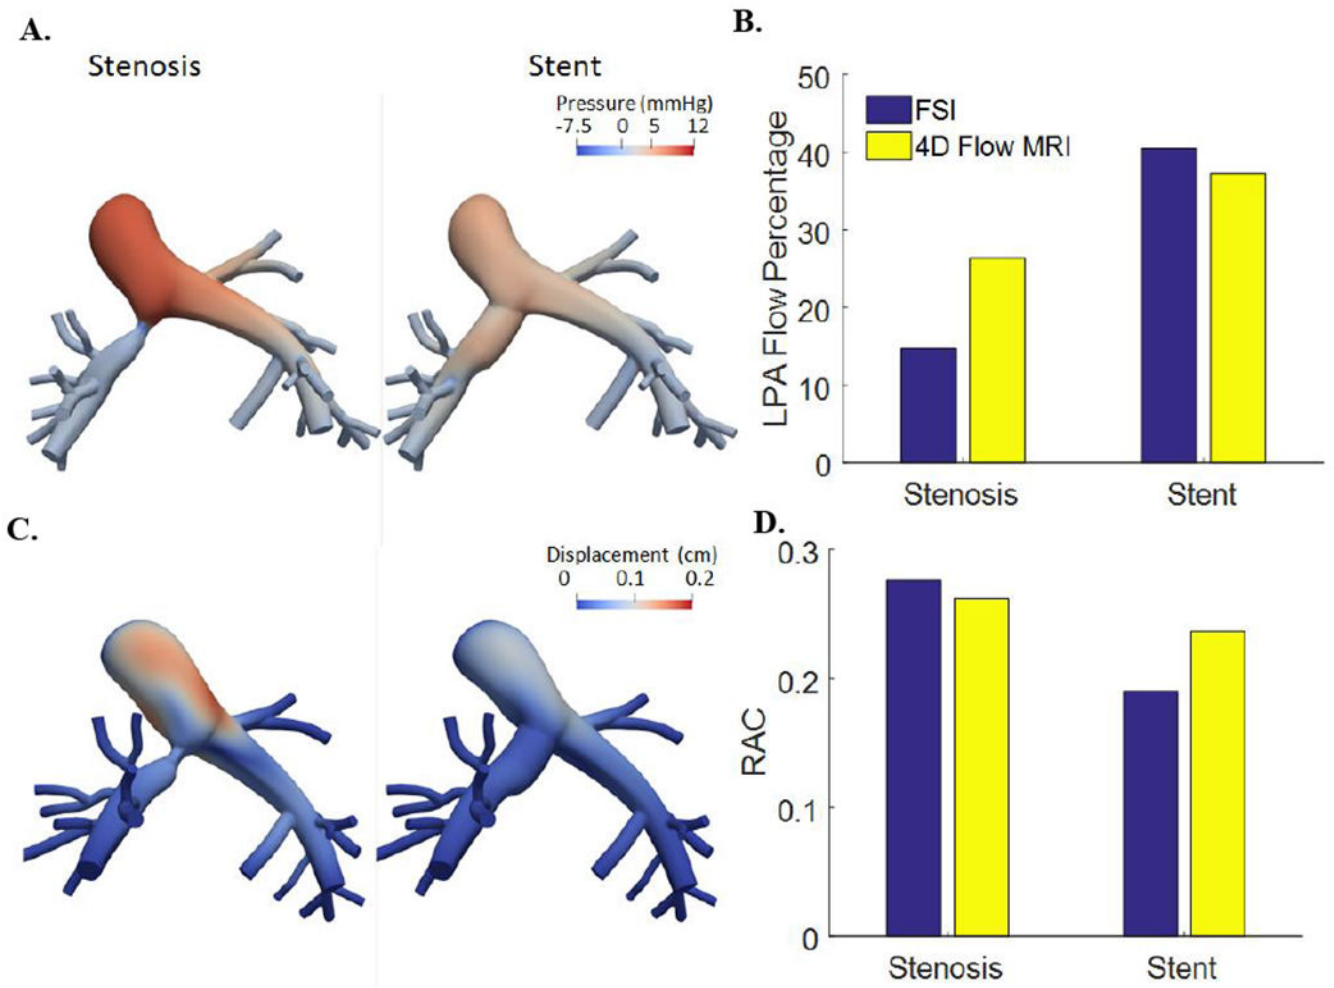 A.
Stenosis
Stent
Pressure (mmHg)
-7.5 0 5 12
B.
50
40
30
20
10
0
LPA Flow Percentage
FSI
4D Flow MRI
Stenosis
Stent
C.
Displacement (cm)
0 0.1 0.2
D.
0.3
0.2
0.1
0
RAC
Stenosis
Stent